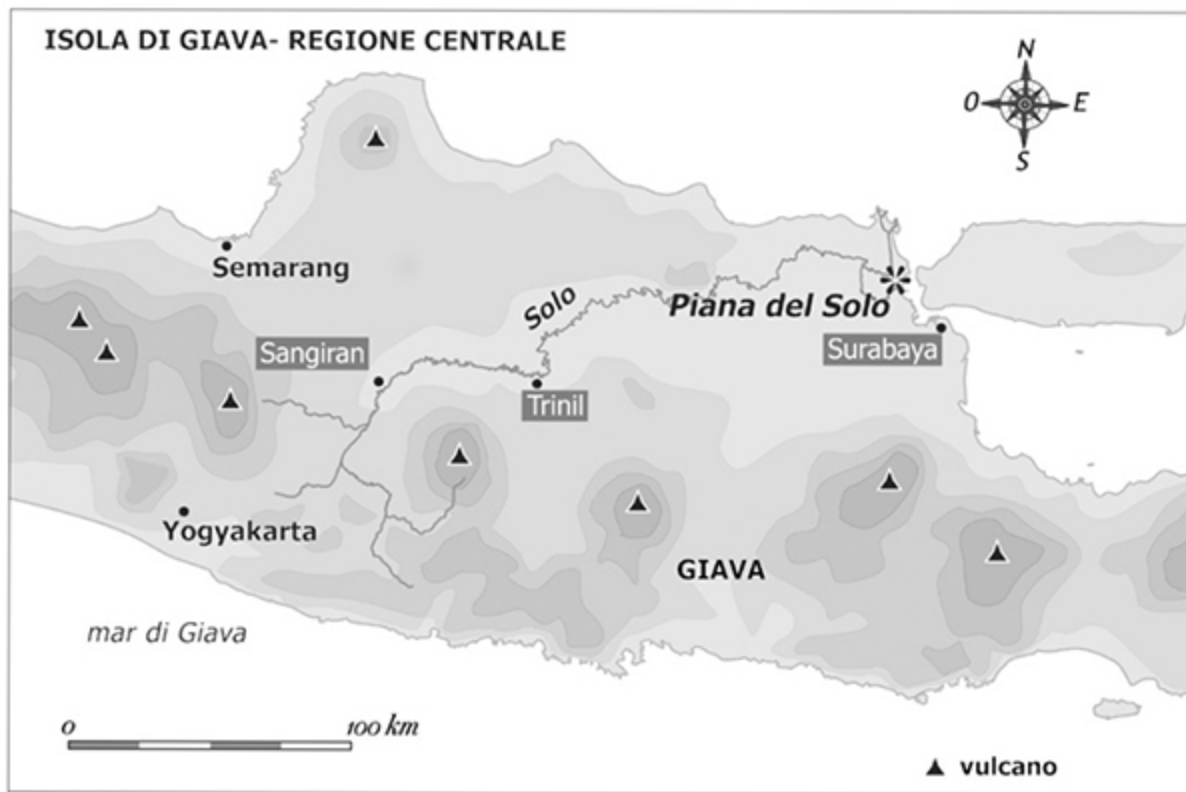 ISOLA DI GIAVA- REGIONE CENTRALE
N
O
E
S
Semarang
Solo
Piana del Solo
Sangiran
Surabaya
Trinil
Yogyakarta
GIAVA
mar di Giava
0
100 km
vulcano